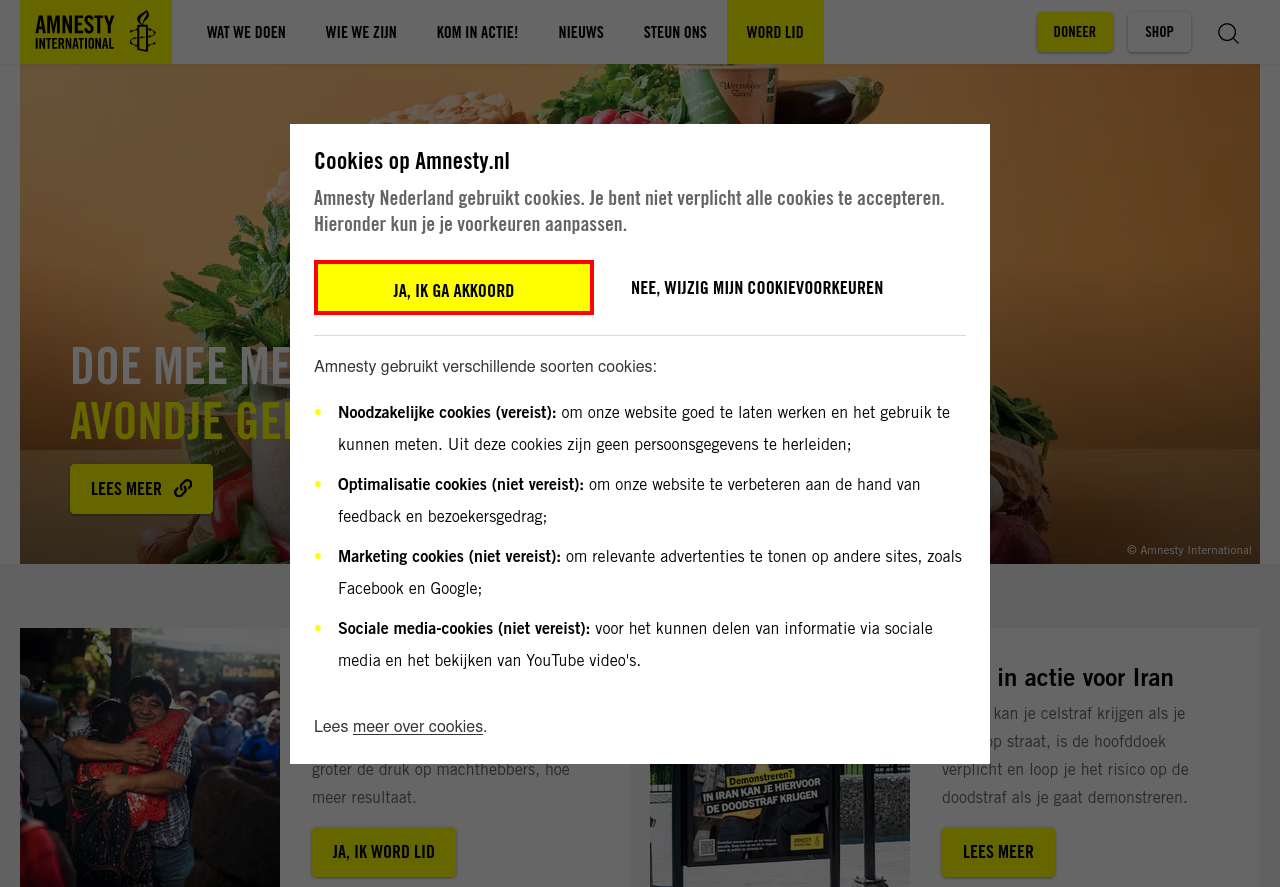 AMNESTY
INTERNATIONAL
WAT WE DOEN
WIE WE ZIJN
KOM IN ACTIE!
NIEUWS
STEUN ONS
WORD LID
DONEER
SHOP
Cookies op Amnesty.nl
Amnesty Nederland gebruikt cookies. Je bent niet verplicht alle cookies te accepteren.
Hieronder kun je je voorkeuren aanpassen.
JA, IK GA AKKOORD
NEE, WIJZIG MIJN COOKIEVOORKEUREN
Amnesty gebruikt verschillende soorten cookies:
Noodzakelijke cookies (vereist): om onze website goed te laten werken en het gebruik te
kunnen meten. Uit deze cookies zijn geen persoonsgegevens te herleiden;
Optimalisatie cookies (niet vereist): om onze website te verbeteren aan de hand van
feedback en bezoekersgedrag;
Marketing cookies (niet vereist): om relevante advertenties te tonen op andere sites, zoals
Facebook en Google;
Sociale media-cookies (niet vereist): voor het kunnen delen van informatie via sociale
media en het bekijken van YouTube video's.
Lees meer over cookies.
DOE MEE
AVONDJE
LEES MEER
© Amnesty International
groter de druk op machthebbers, hoe
meer resultaat.
JA, IK WORD LID
Demonstreren?
IN IRAN KAN JE HIERVOOR
DE DOODSTRAF KRIJGEN
in actie voor Iran
kan je celstraf krijgen als je
op straat, is de hoofddoek
verplicht en loop je het risico op de
doodstraf als je gaat demonstreren.
LEES MEER